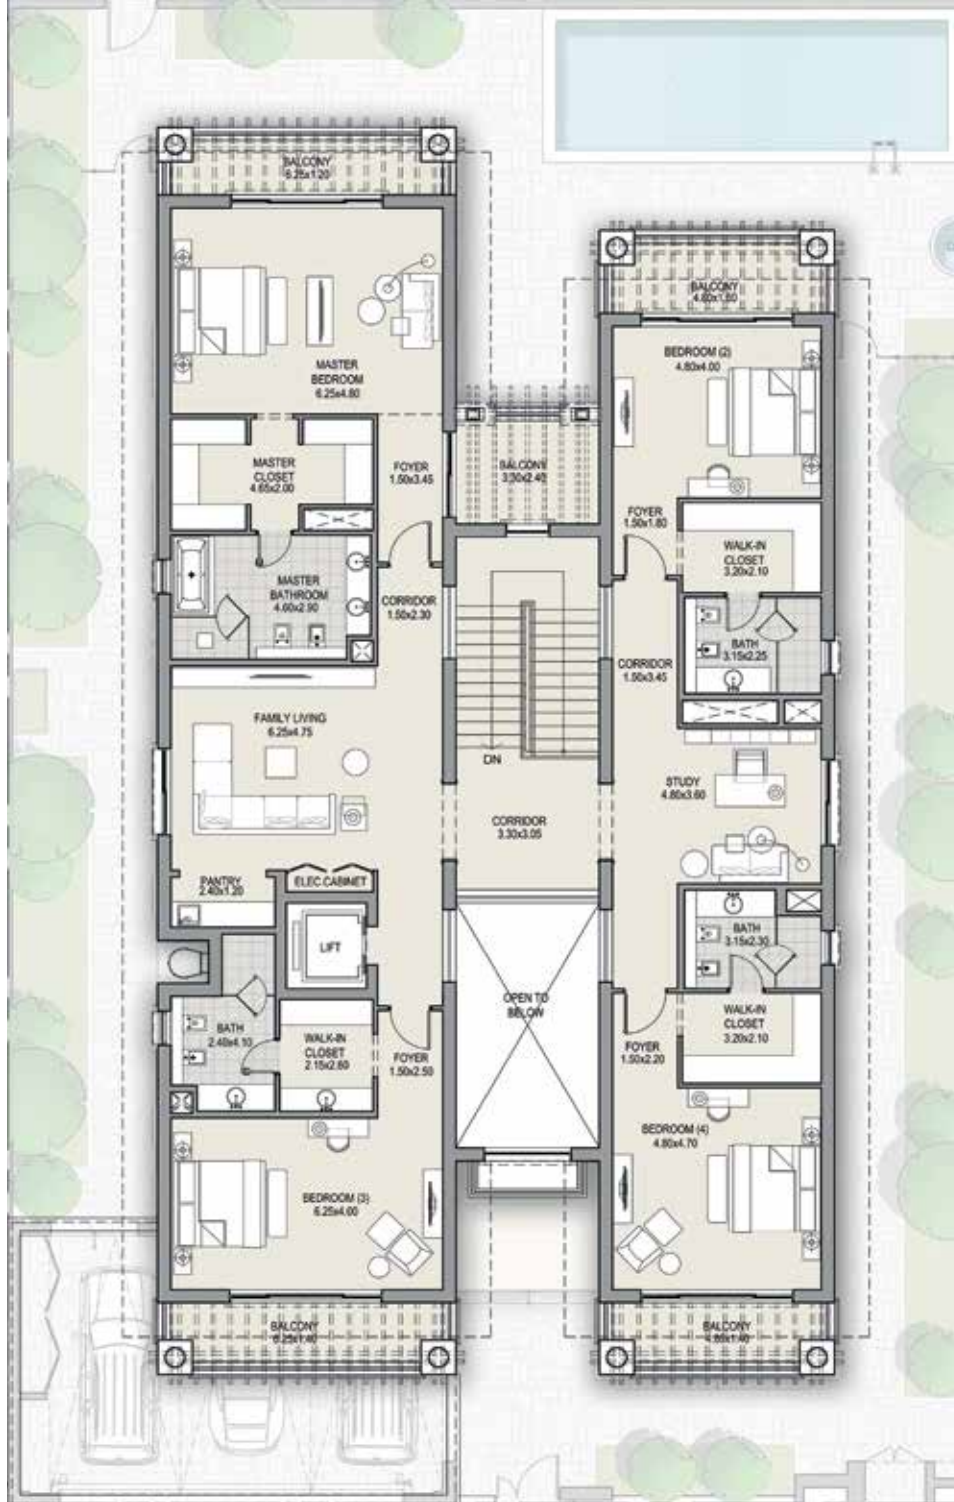 BALCONY
6.25x1.20
BALCONY
4.80x1.80
MASTER
BEDROOM
6.25x4.80
BEDROOM (2)
4.80x4.00
MASTER
CLOSET
4.65x2.00
FOYER
1.50x3.45
BALCONY
3.30x2.40
FOYER
1.50x1.80
WALK-IN
CLOSET
3.20x2.10
MASTER
BATHROOM
4.60x2.90
CORRIDOR
1.50x2.30
BATH
3.15x2.25
CORRIDOR
1.50x3.45
FAMILY LIVING
6.25x4.75
DN
STUDY
4.80x3.60
CORRIDOR
3.30x3.05
PANTRY
2.40x1.20
ELEC.CABINET
LIFT
BATH
3.15x2.30
OPEN TO
BELOW
WALK-IN
CLOSET
3.20x2.10
BATH
2.40x4.10
WALK-IN
CLOSET
2.15x2.60
FOYER
1.50x2.50
FOYER
1.50x2.20
BEDROOM (4)
4.80x4.70
BEDROOM (3)
6.25x4.00
BALCONY
6.25x1.40
BALCONY
4.80x1.40